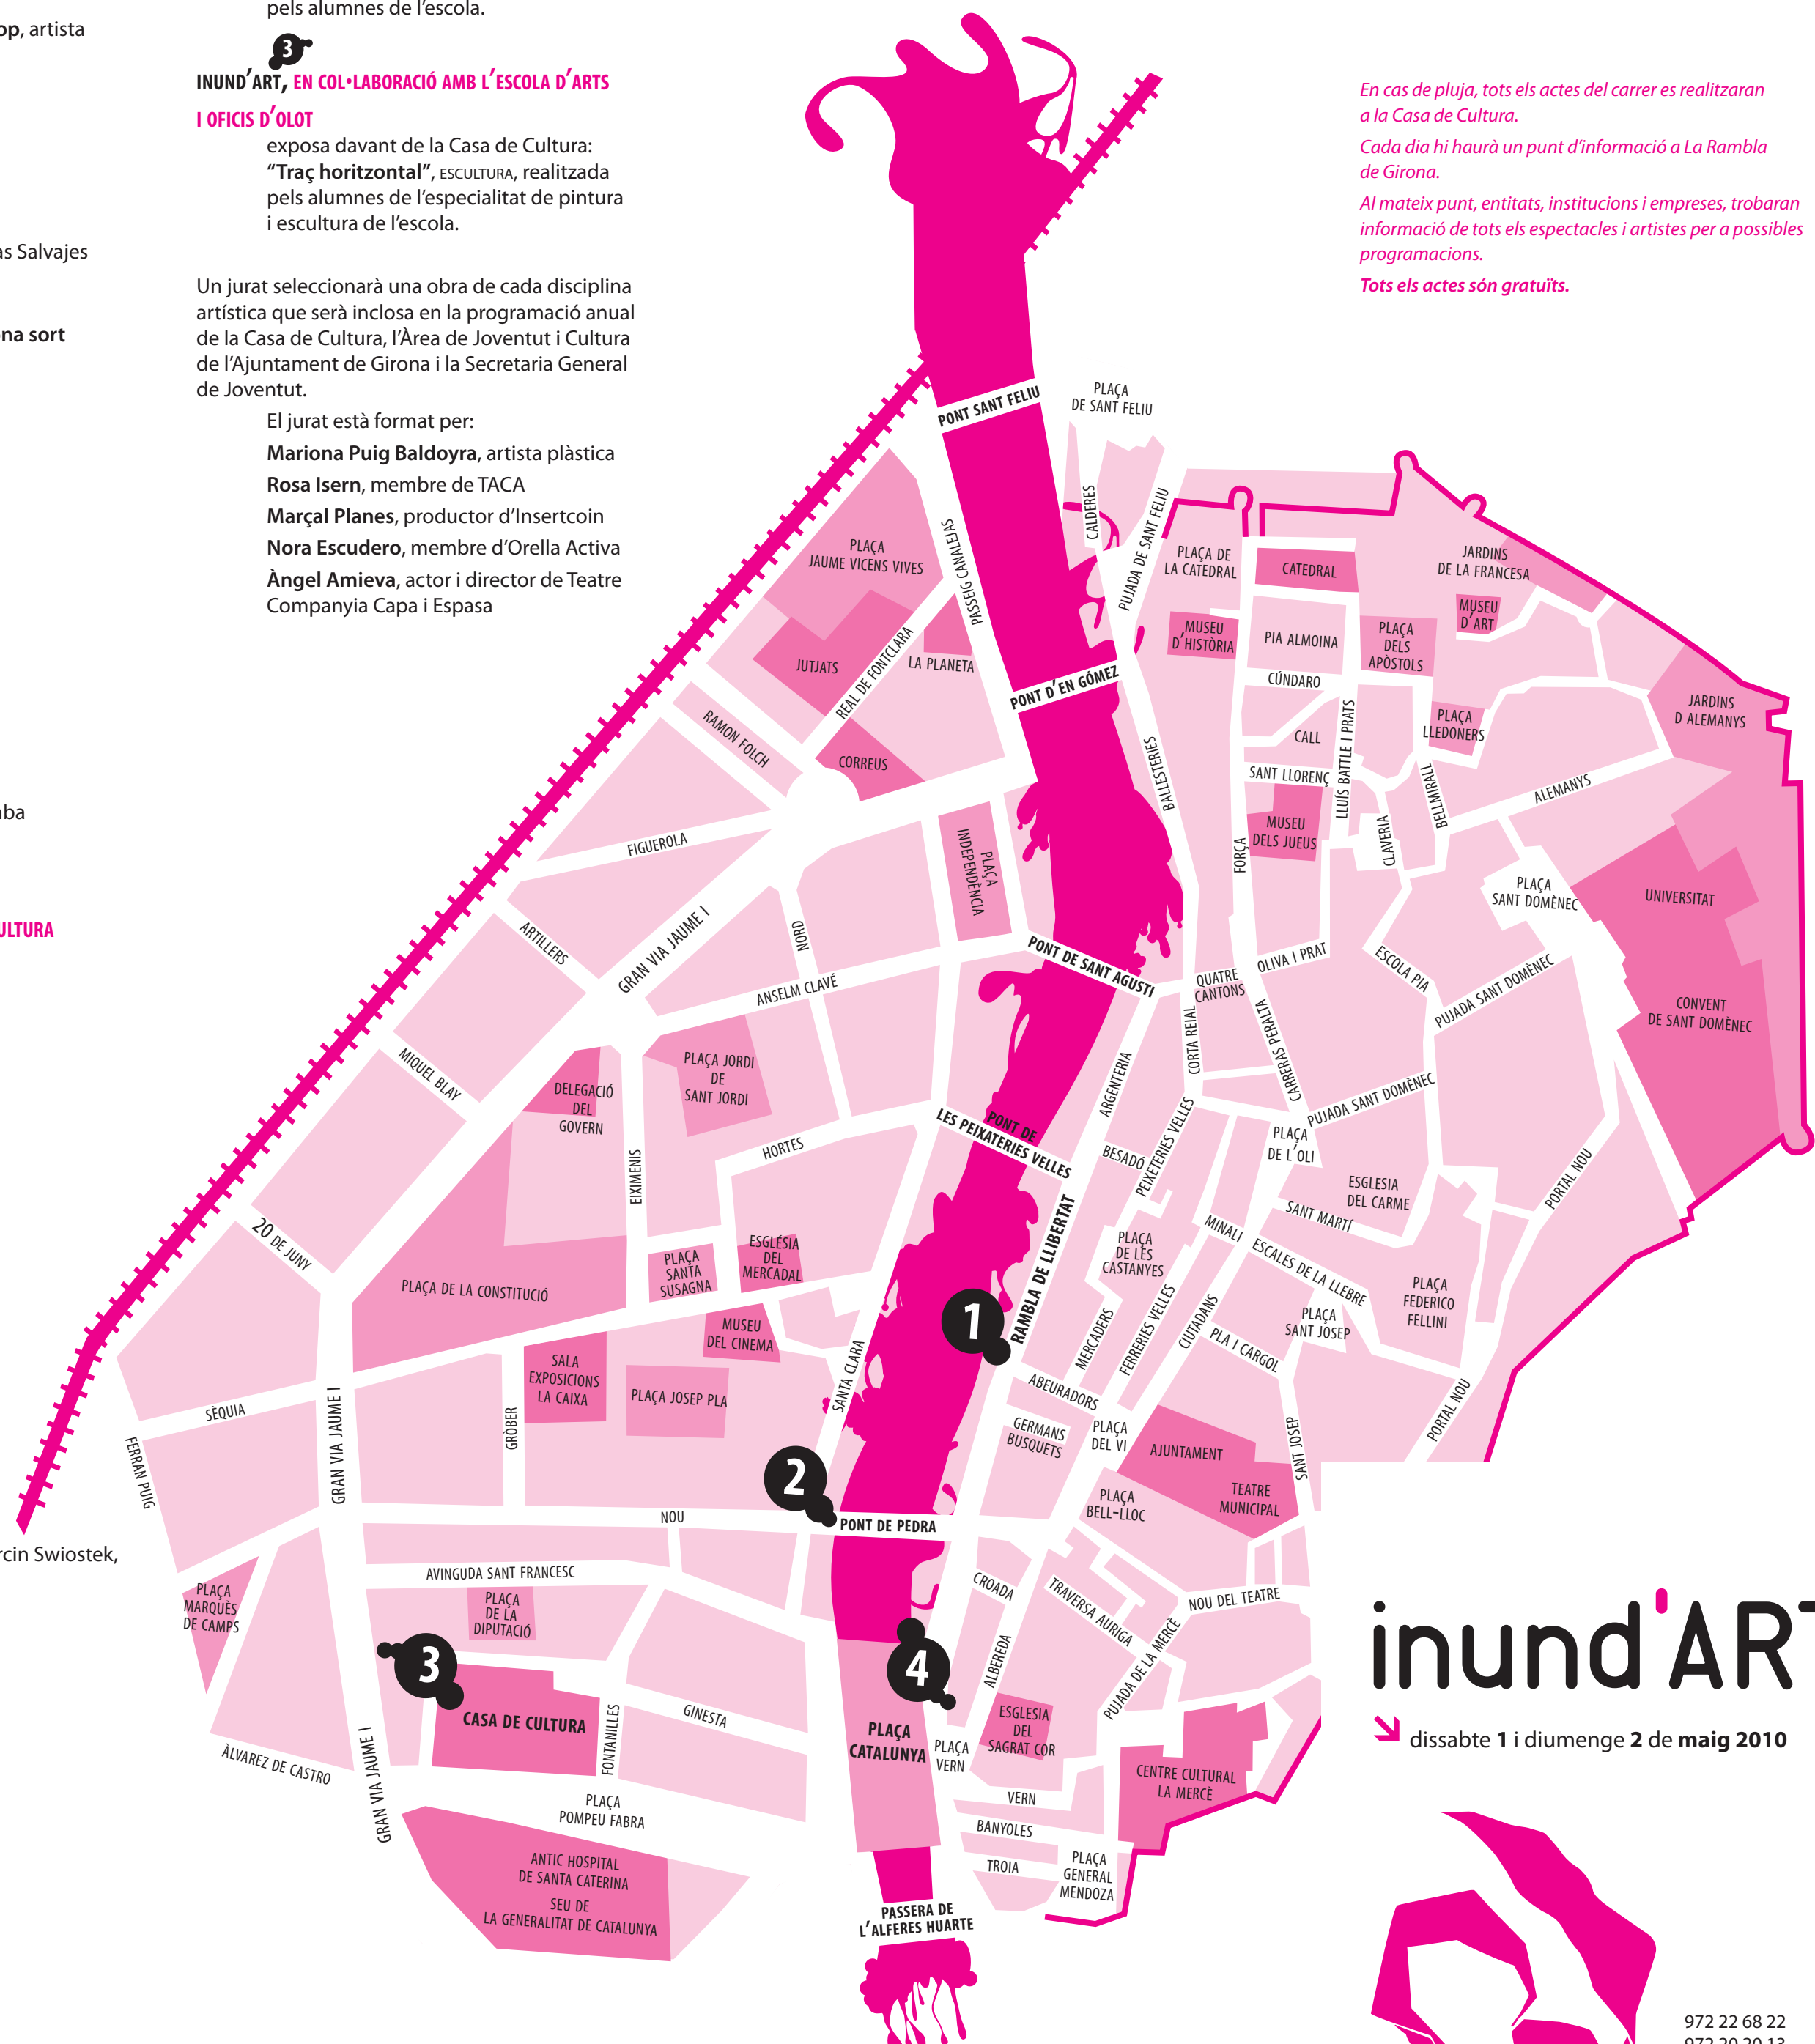 pels alumnes de l'escola.
op, artista
3
INUND'ART, EN COL·LABORACIÓ AMB L'ESCOLA D'ARTS
I OFICIS D'OLOT
exposa davant de la Casa de Cultura:
“Traç horitzontal”, ESCULTURA, realitzada
pels alumnes de l'especialitat de pintura
i escultura de l'escola.
as Salvajes
Un jurat seleccionarà una obra de cada disciplina
artística que serà inclosa en la programació anual
de la Casa de Cultura, l'Àrea de Joventut i Cultura
de l'Ajuntament de Girona i la Secretaria General
de Joventut.
ona sort
El jurat està format per:
Mariona Puig Baldoyra, artista plàstica
Rosa Isern, membre de TACA
Marçal Planes, productor d'Insertcoin
Nora Escudero, membre d'Orella Activa
Àngel Amieva, actor i director de Teatre
Companyia Capa i Espasa
aba
ULTURA
rcin Swiostek,
En cas de pluja, tots els actes del carrer es realitzaran
a la Casa de Cultura.
Cada dia hi haurà un punt d'informació a La Rambla
de Girona.
Al mateix punt, entitats, institucions i empreses, trobaran
informació de tots els espectacles i artistes per a possibles
programacions.
Tots els actes són gratuïts.
PONT SANT FELIU
PLAÇA
DE SANT FELIU
CALDERES
PUJADA DE SANT FELIU
PASSEIG CANALEJAS
PLAÇA
JAUME VICENS VIVES
PLAÇA DE
LA CATEDRAL
CATEDRAL
JARDINS
DE LA FRANCESA
MUSEU
D'ART
MUSEU
D'HISTÒRIA
PIA ALMOINA
PLAÇA
DELS
APÒSTOLS
JUTJATS
REAL DE FONTCLARA
LA PLANETA
PONT D'EN GÓMEZ
CÚNDARO
JARDINS
D ALEMANYS
RAMON FOLCH
CORREUS
BALLESTERIES
CALL
LLUÍS BATTLE I PRATS
PLAÇA
LLEDONERS
SANT LLORENÇ
BELMIRALL
ALEMANYS
MUSEU
DELS JUEUS
CLAVERIA
FORÇA
FIGUEROLA
PLAÇA
INDEPENDÈNCIA
PLAÇA
SANT DOMÈNEC
UNIVERSITAT
ARTILLERS
GRAN VIA JAUME I
NORD
PONT DE SANT AGUSTI
ANSELM CLAVÉ
QUATRE
CANTONS
OLIVA I PRAT
ESCOLA PIA
PUJADA SANT DOMÈNEC
CONVENT
DE SANT DOMÈNEC
CORTA REIAL
CARRERAS PERALTA
MIQUEL BLAY
DELEGACIÓ
DEL
GOVERN
PLAÇA JORDI
DE
SANT JORDI
ARGENTERIA
PUJADA SANT DOMÈNEC
PONT DE
LES PEIXATERIES VELLES
HORTES
EIXIMENIS
BESADÓ
PEIXETERIES VELLES
PLAÇA
DE L'OLI
ESGLESIA
DEL CARME
PORTAL NOU
SANT MARTÍ
MINALI
ESCALES DE LA LLEBRE
20 DE JUNY
PLAÇA DE LA CONSTITUCIÓ
PLAÇA
SANTA
SUSAGNA
ESGLÉSIA
DEL
MERCADAL
RAMBLA DE LLIBERTAT
PLAÇA
DE LES
CASTANYES
PLAÇA
FEDERICO
FELLINI
PLAÇA
SANT JOSEP
1
MUSEU
DEL CINEMA
MERCADERS
FERRERIES VELLES
CIUTADANS
PLA I CARGOL
SALA
EXPOSICIONS
LA CAIXA
PLAÇA JOSEP PLA
SANTA CLARA
ABEURADORS
SÈQUIA
GRAN VIA JAUME I
GRÒBER
GERMANS
BUSQUETS
PLAÇA
DEL VI
AJUNTAMENT
SANT JOSEP
PORTAL NOU
FERRAN PUIG
2
TEATRE
MUNICIPAL
PLAÇA
BELL-LLOC
NOU
PONT DE PEDRA
AVINGUDA SANT FRANCESC
CROADA
TRAVERSA AURIGA
NOU DEL TEATRE
PLAÇA
MARQUÈS
DE CAMPS
PLAÇA
DE LA
DIPUTACIÓ
3
4
ALBEREDA
PUJADA DE LA MERCÈ
CASA DE CULTURA
FONTANILLES
GINESTA
PLAÇA
CATALUNYA
ESGLESIA
DEL
SAGRAT COR
PLAÇA
VERN
ÀLVAREZ DE CASTRO
GRAN VIA JAUME I
CENTRE CULTURAL
LA MERCÈ
PLAÇA
POMPEU FABRA
VERN
BANYOLES
TROIA
PLAÇA
GENERAL
MENDOZA
ANTIC HOSPITAL
DE SANTA CATERINA
SEU DE
LA GENERALITAT DE CATALUNYA
PASSERA DE
L'ALFERES HUARTE
inund'ART
dissabte 1 i diumenge 2 de maig 2010
972 22 68 22
972 20 20 13